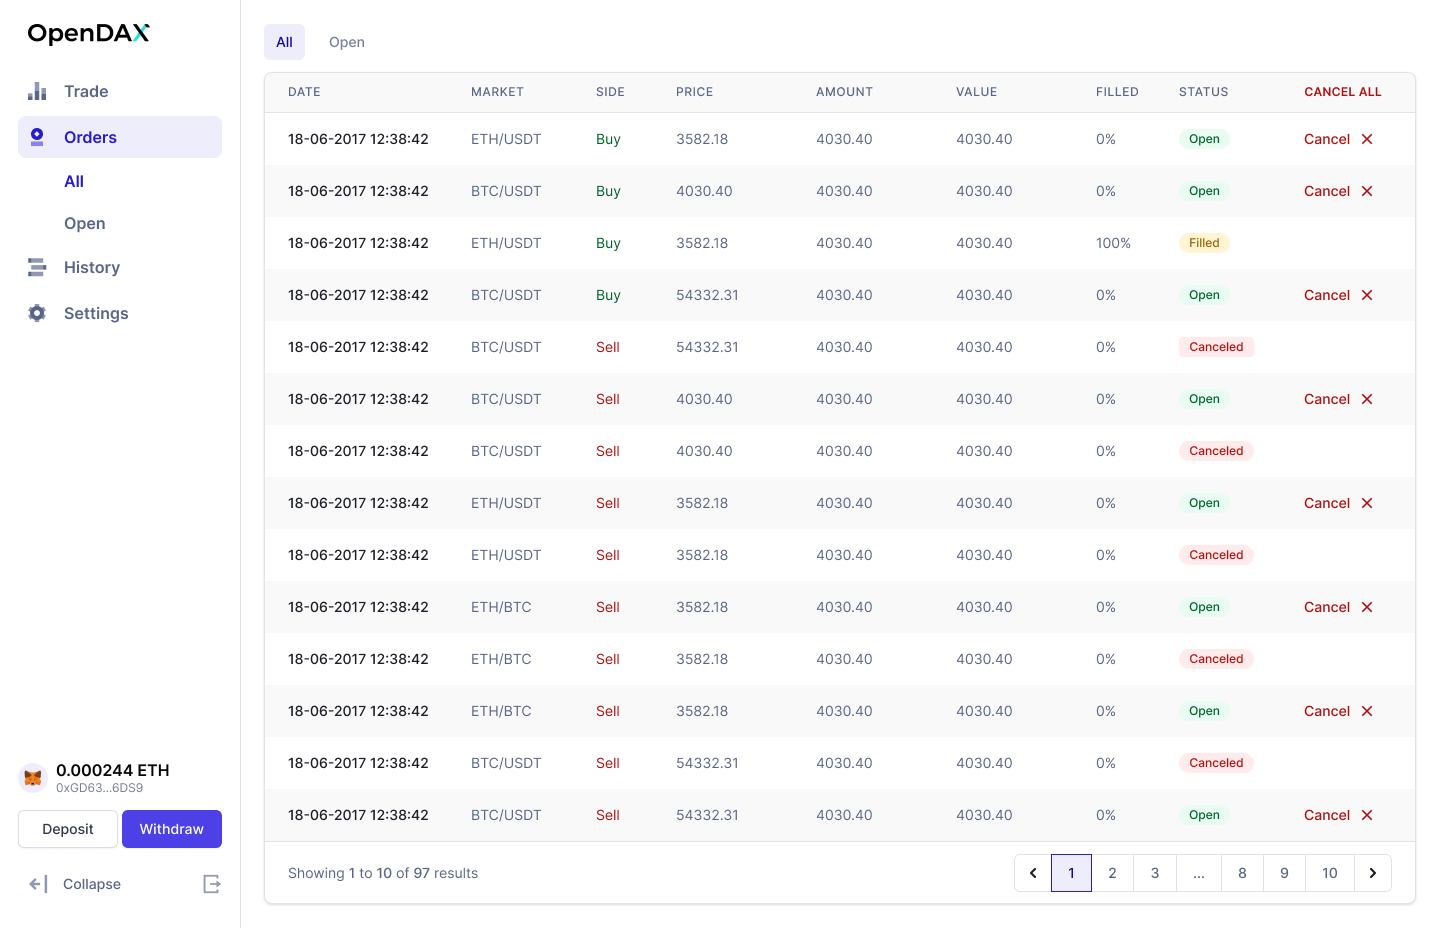 OpenDAX
Trade
Orders
All
Open
History
Settings
0.000244 ETH
0xGD63...6DS9
Deposit Withdraw
Collapse
All Open
DATE MARKET SIDE PRICE AMOUNT VALUE FILLED STATUS CANCEL ALL
18-06-2017 12:38:42 ETH/USDT Buy 3582.18 4030.40 4030.40 0% Open Cancel
18-06-2017 12:38:42 BTC/USDT Buy 4030.40 4030.40 4030.40 0% Open Cancel
18-06-2017 12:38:42 ETH/USDT Buy 3582.18 4030.40 4030.40 100% Filled
18-06-2017 12:38:42 BTC/USDT Buy 54332.31 4030.40 4030.40 0% Open Cancel
18-06-2017 12:38:42 BTC/USDT Sell 54332.31 4030.40 4030.40 0% Canceled
18-06-2017 12:38:42 BTC/USDT Sell 4030.40 4030.40 4030.40 0% Open Cancel
18-06-2017 12:38:42 BTC/USDT Sell 4030.40 4030.40 4030.40 0% Canceled
18-06-2017 12:38:42 ETH/USDT Sell 3582.18 4030.40 4030.40 0% Open Cancel
18-06-2017 12:38:42 ETH/USDT Sell 3582.18 4030.40 4030.40 0% Canceled
18-06-2017 12:38:42 ETH/BTC Sell 3582.18 4030.40 4030.40 0% Open Cancel
18-06-2017 12:38:42 ETH/BTC Sell 3582.18 4030.40 4030.40 0% Canceled
18-06-2017 12:38:42 ETH/BTC Sell 3582.18 4030.40 4030.40 0% Open Cancel
18-06-2017 12:38:42 BTC/USDT Sell 54332.31 4030.40 4030.40 0% Canceled
18-06-2017 12:38:42 BTC/USDT Sell 54332.31 4030.40 4030.40 0% Open Cancel
Showing 1 to 10 of 97 results 1 2 3 ... 8 9 10